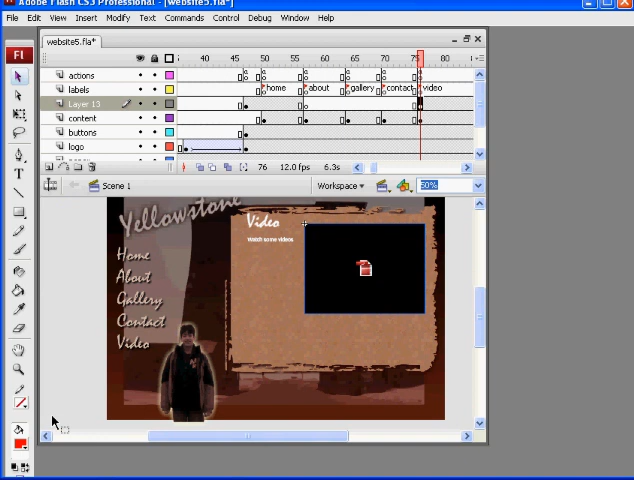 Adobe Flash CS3 Professional - [website5.fla*]
File Edit View Insert Modify Text Commands Control Debug Window Help
website5.fla*
Fl
40 45 50 55 60 65 70 75 80
actions
labels home about gallery contact video
Layer 13
content
buttons
logo
76 12.0 fps 6.3s
Scene 1 Workspace 50%
T
Yellowstone
Video
Watch some videos
Home
About
Gallery
Contact
Video